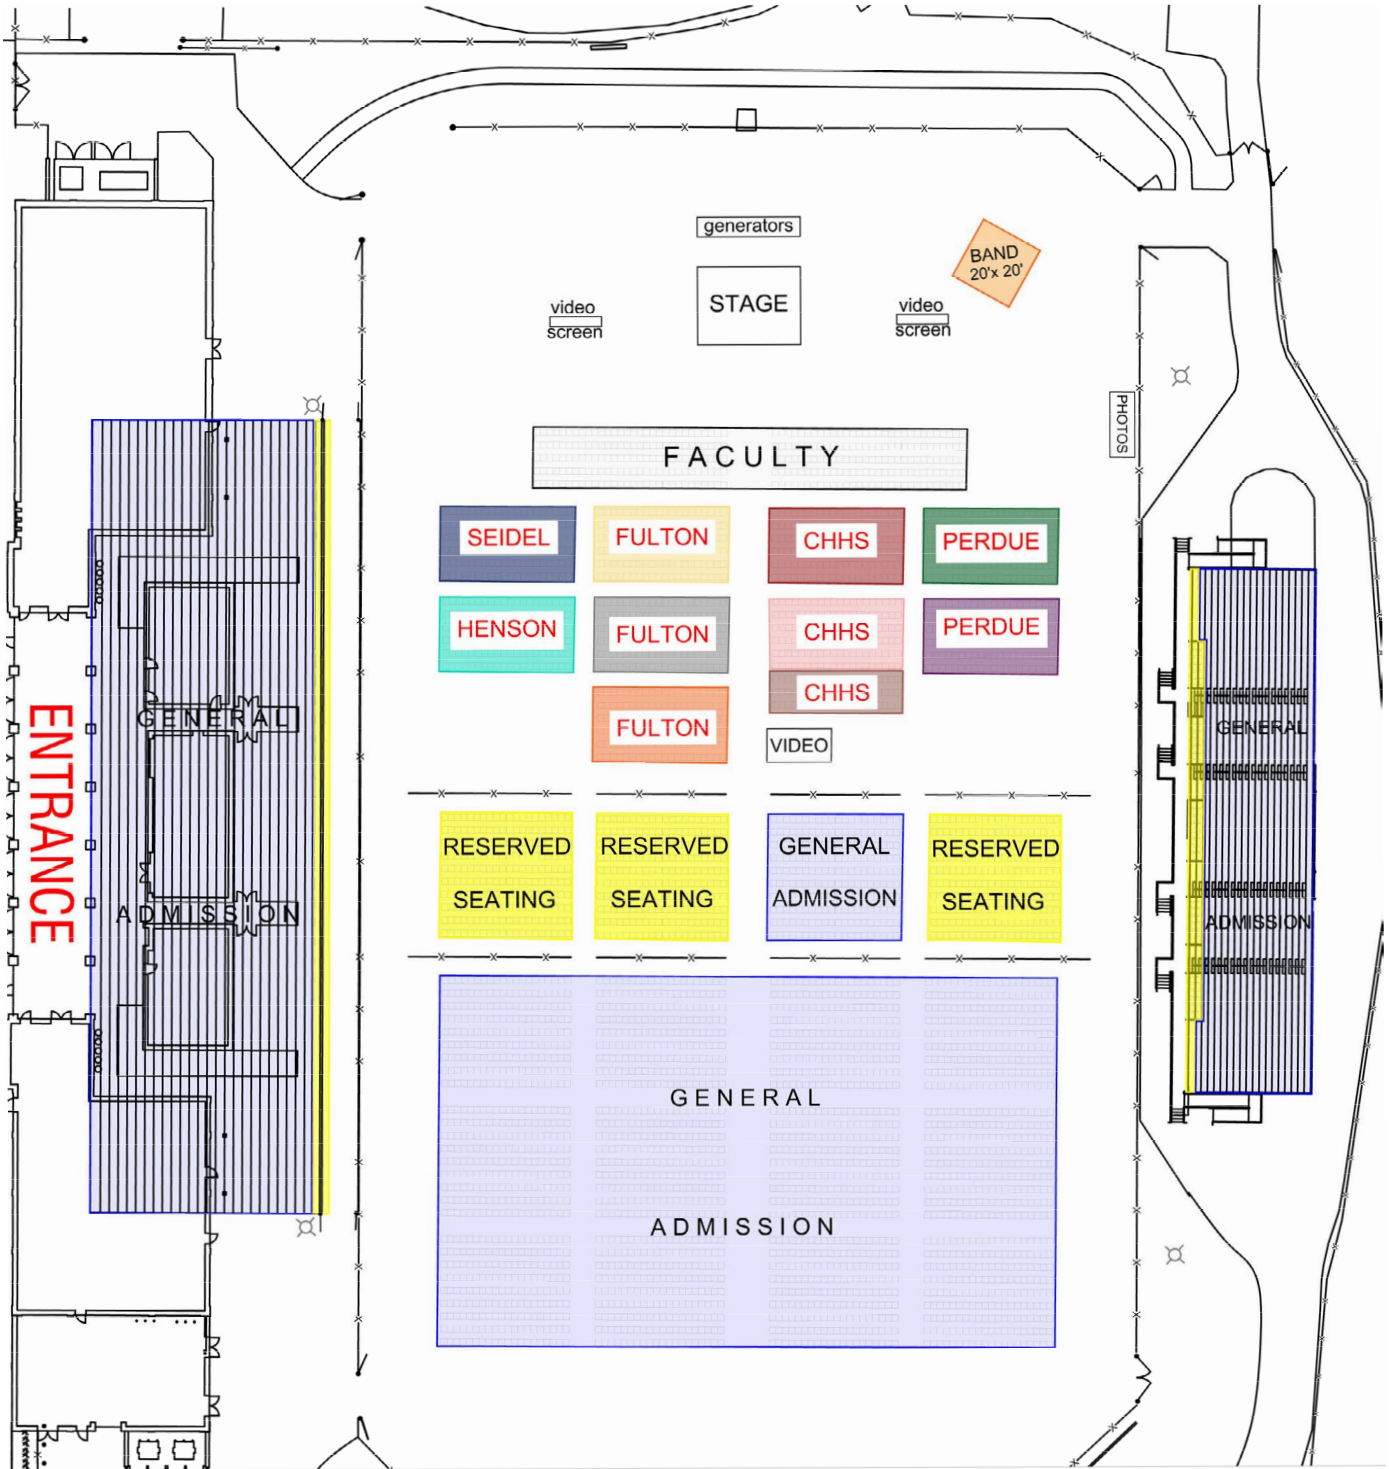 generators
BAND
20'x 20'
STAGE
video
screen
video
screen
PHOTOS
FACULTY
SEIDEL
FULTON
CHHS
PERDUE
HENSON
FULTON
CHHS
PERDUE
CHHS
FULTON
VIDEO
ENTRANCE
GENERAL
ADMISSION
GENERAL
ADMISSION
RESERVED
SEATING
RESERVED
SEATING
GENERAL
ADMISSION
RESERVED
SEATING
GENERAL
ADMISSION